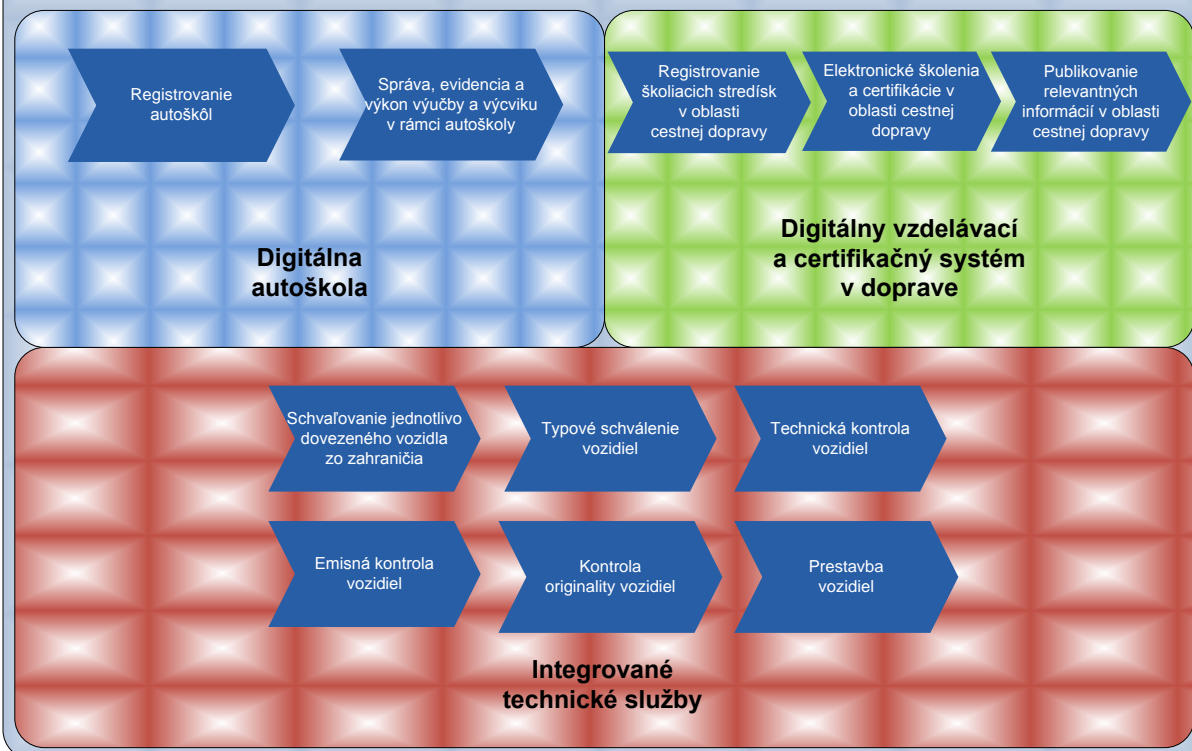 Registrovanie
autoškôl
Správa, evidencia a
výkon výučby a výcviku
v rámci autoškoly
Digitálna
autoškola
Registrovanie
školiacich stredísk
v oblasti
cestnej dopravy
Elektronické školenia
a certifikácie v
oblasti cestnej
dopravy
Publikovanie
relevantných
informácií v oblasti
cestnej dopravy
Digitálny vzdelávací
a certifikačný systém
v doprave
Schvaľovanie jednotlivo
dovezeného vozidla
zo zahraničia
Typové schválenie
vozidiel
Technická kontrola
vozidiel
Emisná kontrola
vozidiel
Kontrola
originality vozidiel
Prestavba
vozidiel
Integrované
technické služby